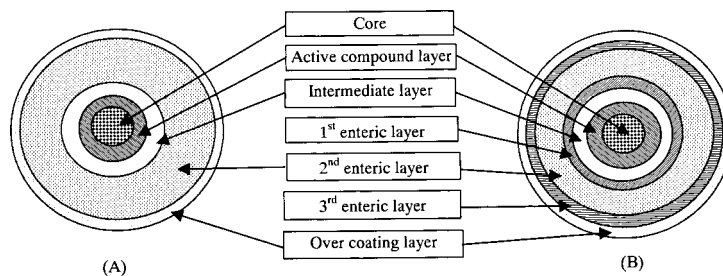 Core
Active compound layer
Intermediate layer
1st enteric layer
2nd enteric layer
3rd enteric layer
Over coating layer
(A)
(B)